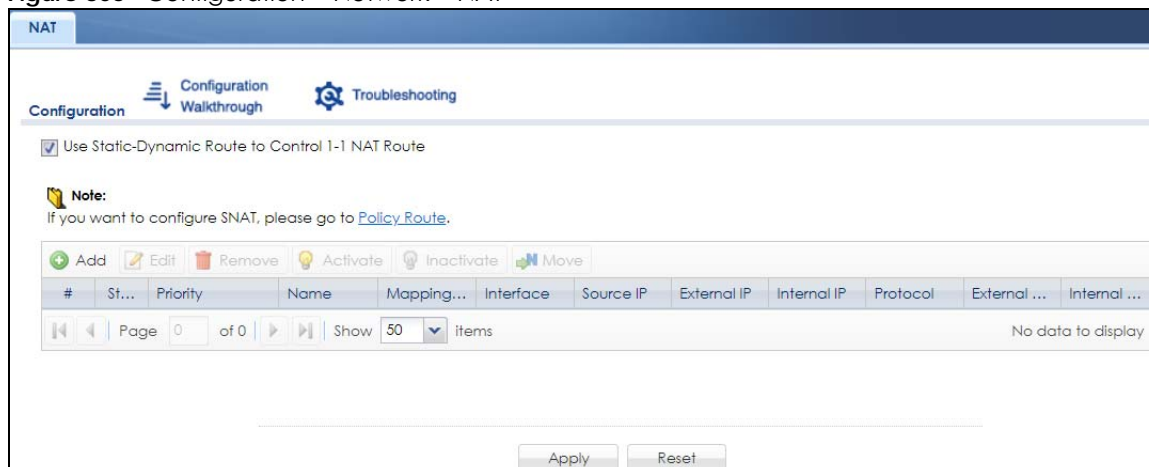 NAT
Configuration
Configuration Walkthrough
Troubleshooting
Use Static-Dynamic Route to Control 1-1 NAT Route
Note:
If you want to configure SNAT, please go to Policy Route.
Add Edit Remove Activate Inactivate Move
# St... Priority Name Mapping... Interface Source IP External IP Internal IP Protocol External ... Internal ...
Page 0 of 0 Show 50 items No data to display
Apply Reset